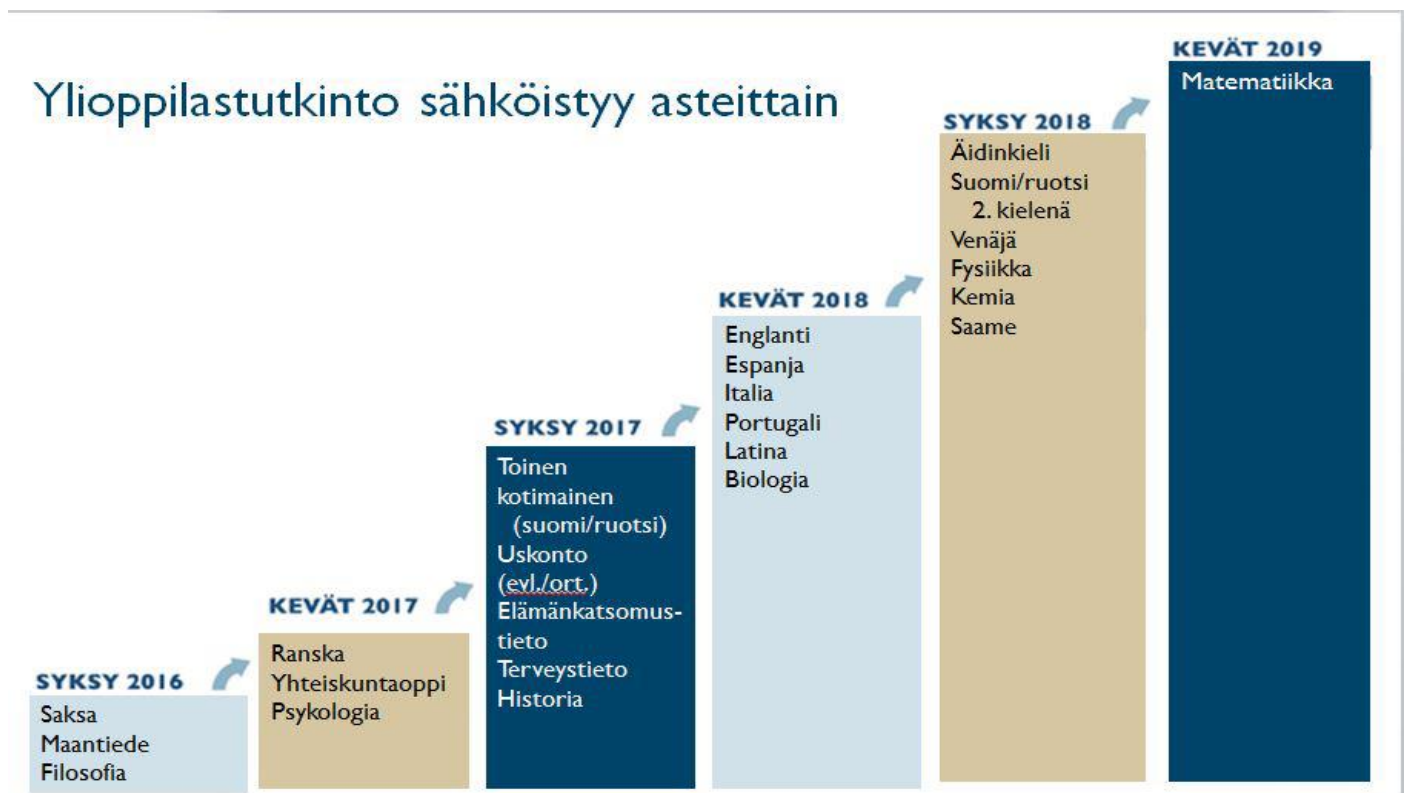 Ylioppilastutkinto sähköistyy asteittain
SYKSY 2016
Saksa
Maantiede
Filosofia
KEVÄT 2017
Ranska
Yhteiskuntaoppi
Psykologia
SYKSY 2017
Toinen
kotimainen
(suomi/ruotsi)
Uskonto
(evl./ort.)
Elämänkatsomus-
tieto
Terveystieto
Historia
KEVÄT 2018
Englanti
Espanja
Italia
Portugali
Latina
Biologia
SYKSY 2018
Äidinkieli
Suomi/ruotsi
2. kielenä
Venäjä
Fysiikka
Kemia
Saame
KEVÄT 2019
Matematiikka